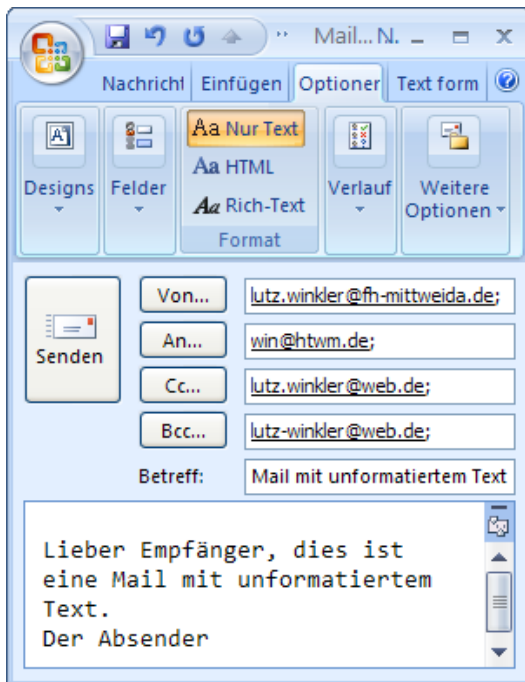 Mail... N.
Nachricht Einfügen Optionen Text form
Designs
Felder
Aa Nur Text
Aa HTML
Aa Rich-Text
Format
Verlauf
Weitere
Optionen
Senden
Von... lutz.winkler@fh-mittweida.de;
An... win@htwm.de;
Cc... lutz.winkler@web.de;
Bcc... lutz-winkler@web.de;
Betreff: Mail mit unformatiertem Text
Lieber Empfänger, dies ist
eine Mail mit unformatiertem
Text.
Der Absender